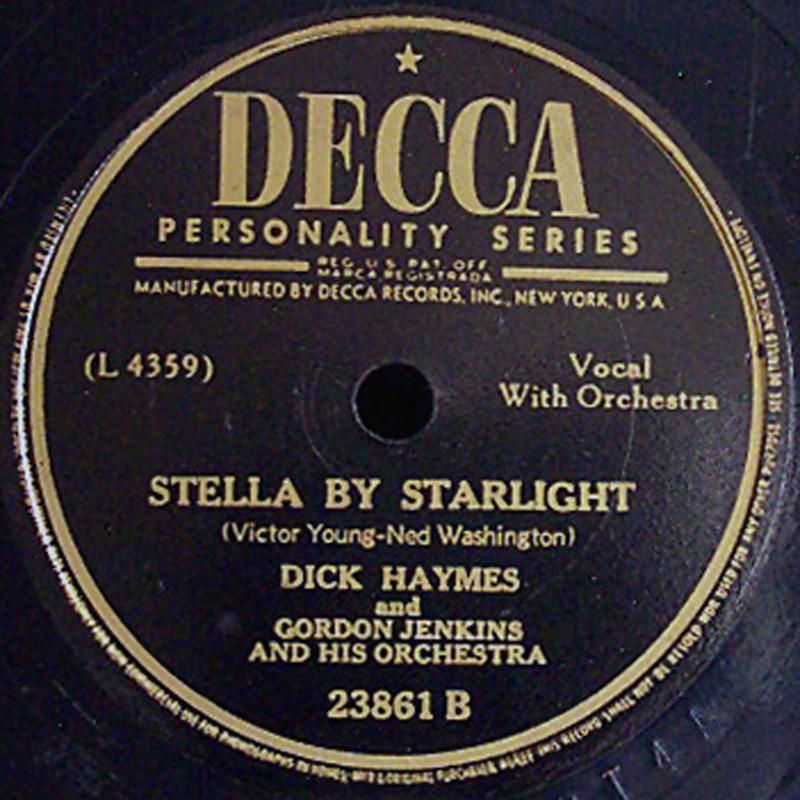 DECCA
PERSONALITY SERIES
REG. U.S. PAT. OFF.
MARCA REGISTRADA
MANUFACTURED BY DECCA RECORDS, INC., NEW YORK, U S A
(L 4359)
Vocal
With Orchestra
STELLA BY STARLIGHT
(Victor Young-Ned Washington)
DICK HAYMES
and
GORDON JENKINS
AND HIS ORCHESTRA
23861 B